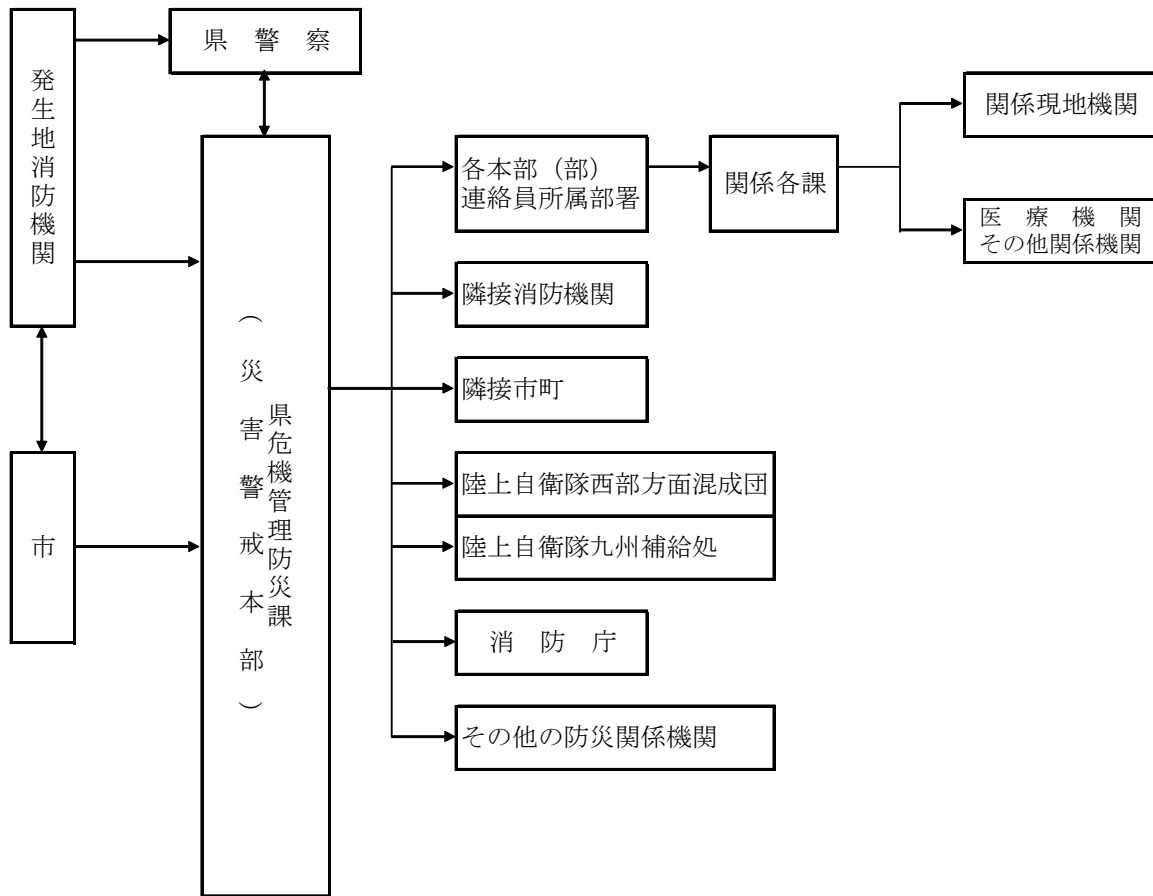 県　警　察
発生地消防機関
関係現地機関
各本部（部）
連絡員所属部署
関係各課
医　療　機　関
その他関係機関
隣接消防機関
県危機管理防災課
（災害警戒本部）
隣接市町
市
陸上自衛隊西部方面混成団
陸上自衛隊九州補給処
消　防　庁
その他の防災関係機関